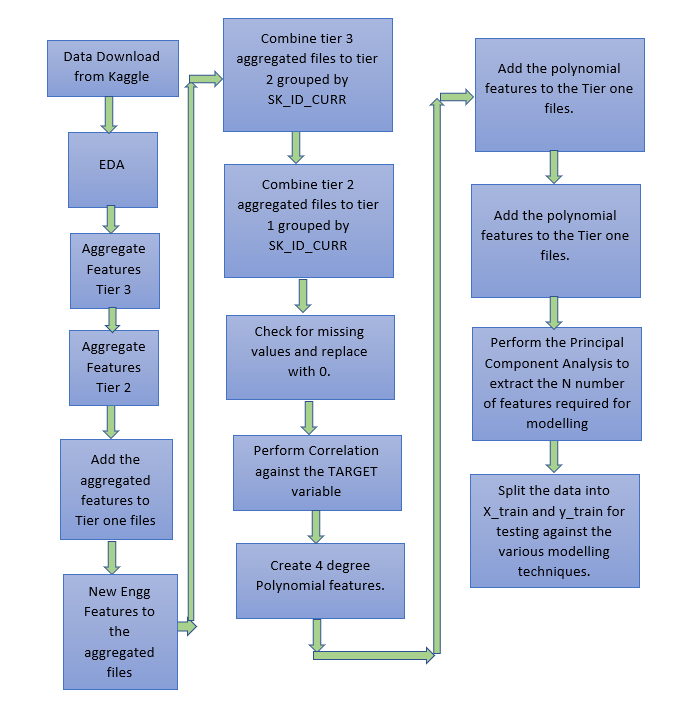 Data Download
from Kaggle
EDA
Aggregate
Features
Tier 3
Aggregate
Features
Tier 2
Add the
aggregated
features to
Tier one files
New Engg
Features to
the
aggregated
files
Combine tier 3
aggregated files to tier
2 grouped by
SK_ID_CURR
Combine tier 2
aggregated files to tier
1 grouped by
SK_ID_CURR
Check for missing
values and replace
with 0.
Perform Correlation
against the TARGET
variable
Create 4 degree
Polynomial features.
Add the polynomial
features to the Tier one
files.
Add the polynomial
features to the Tier one
files.
Perform the Principal
Component Analysis to
extract the N number
of features required for
modelling
Split the data into
X_train and y_train for
testing against the
various modelling
techniques.